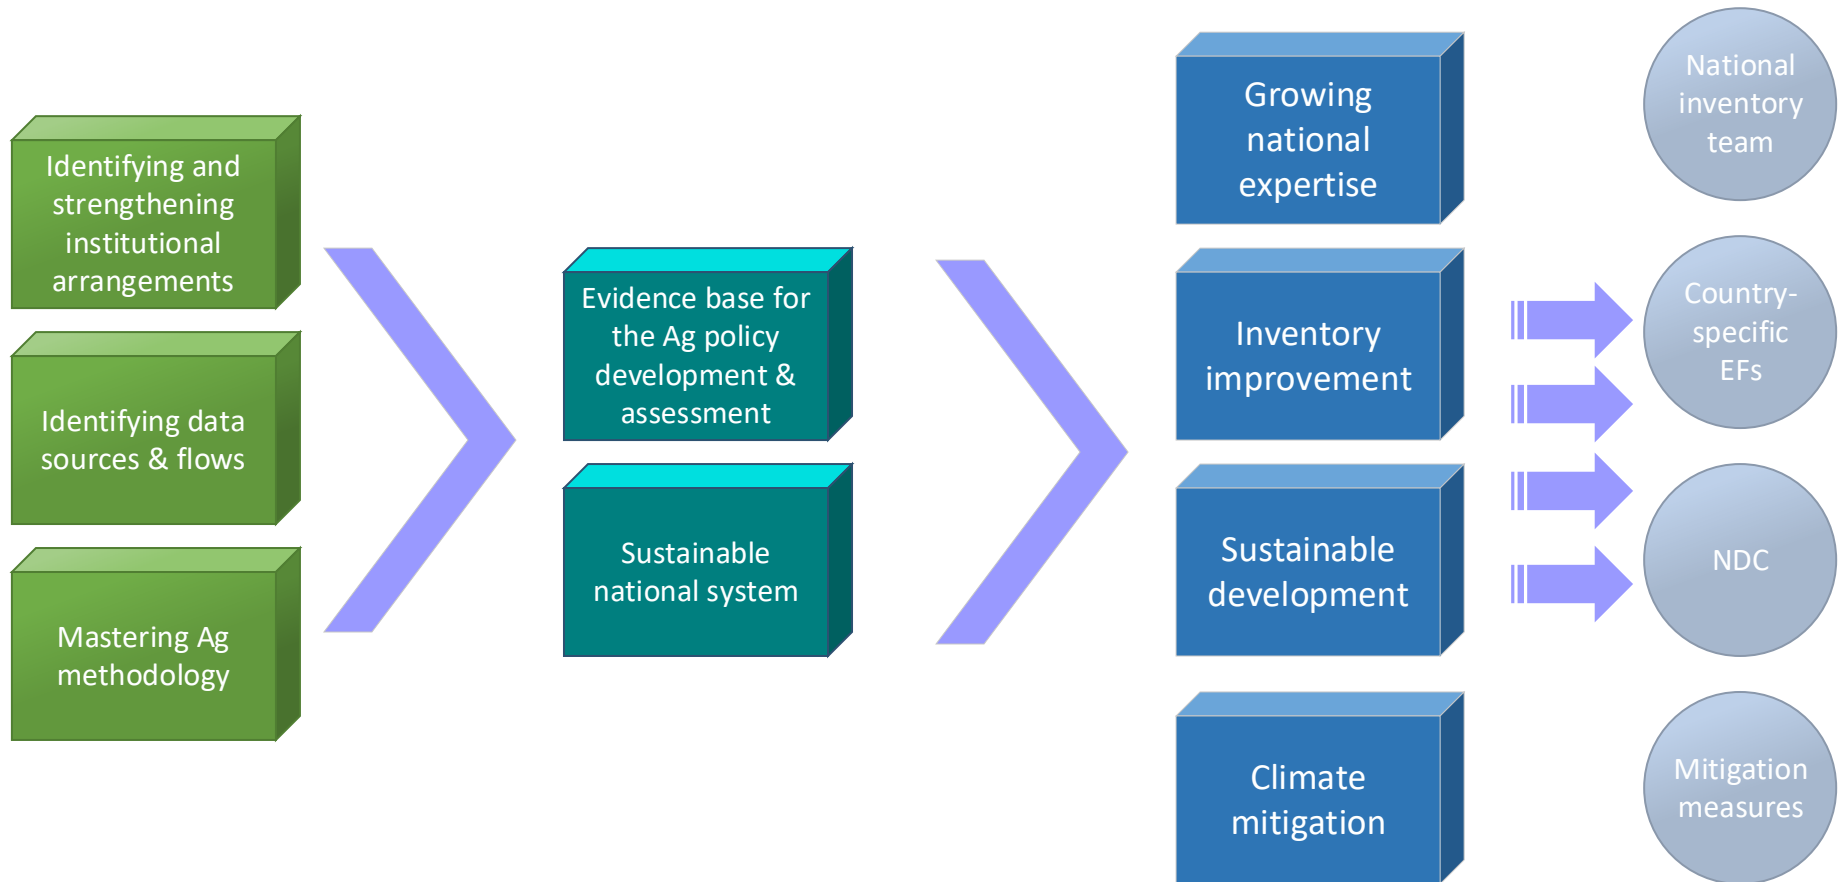 Identifying and
strengthening
institutional
arrangements
Identifying data
sources & flows
Mastering Ag
methodology
Evidence base for
the Ag policy
development &
assessment
Sustainable
national system
Growing
national
expertise
Inventory
improvement
Sustainable
development
Climate
mitigation
National
inventory
team
Country-
specific
EFs
NDC
Mitigation
measures